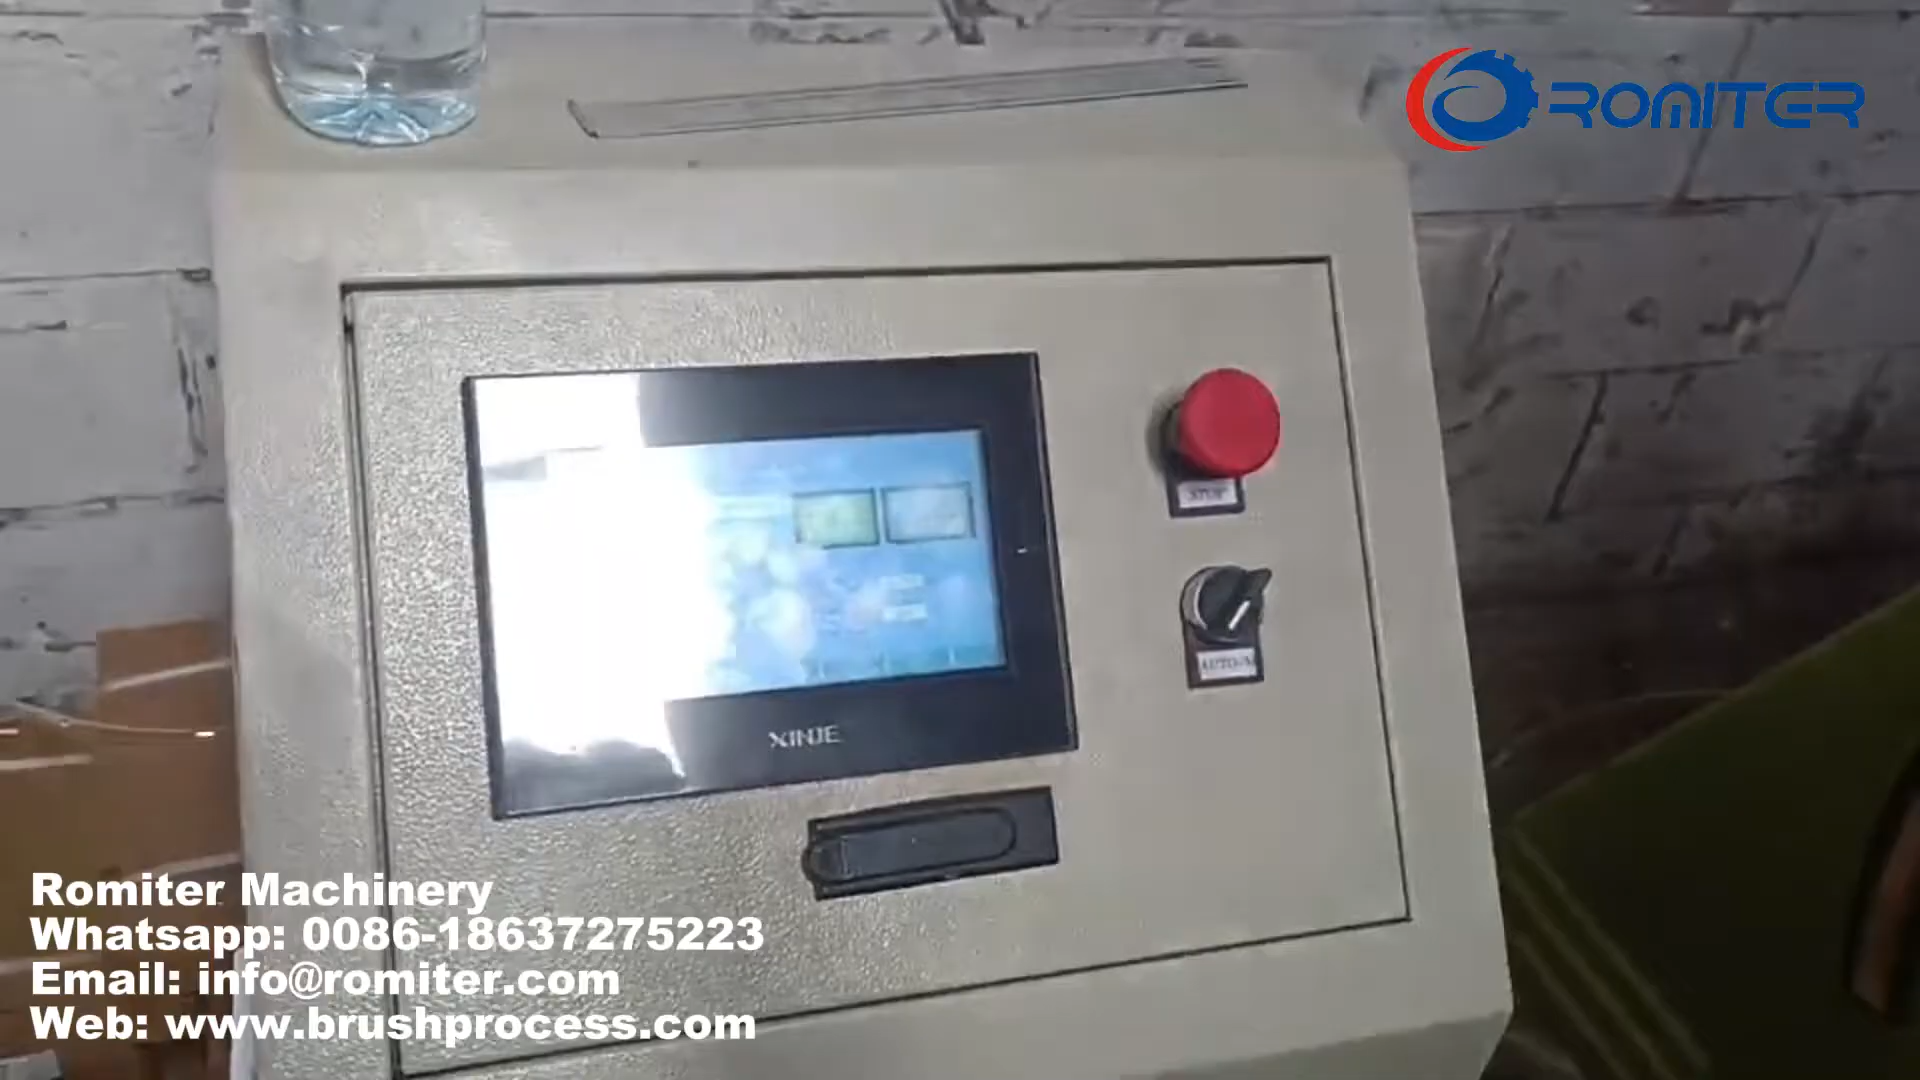 ROMITER
STOP
XINJE
Romiter Machinery
Whatsapp: 0086-18637275223
Email: info@romiter.com
Web: www.brushprocess.com